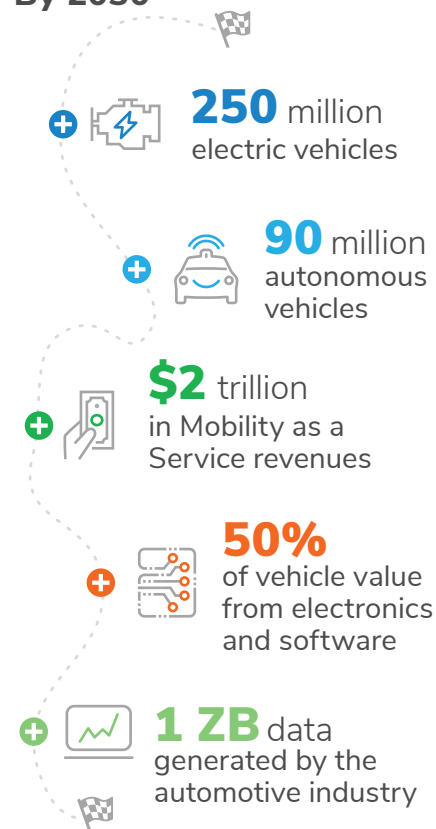 By 2030
250 million
electric vehicles
90 million
autonomous
vehicles
$2 trillion
in Mobility as a
Service revenues
50%
of vehicle value
from electronics
and software
1 ZB data
generated by the
automotive industry